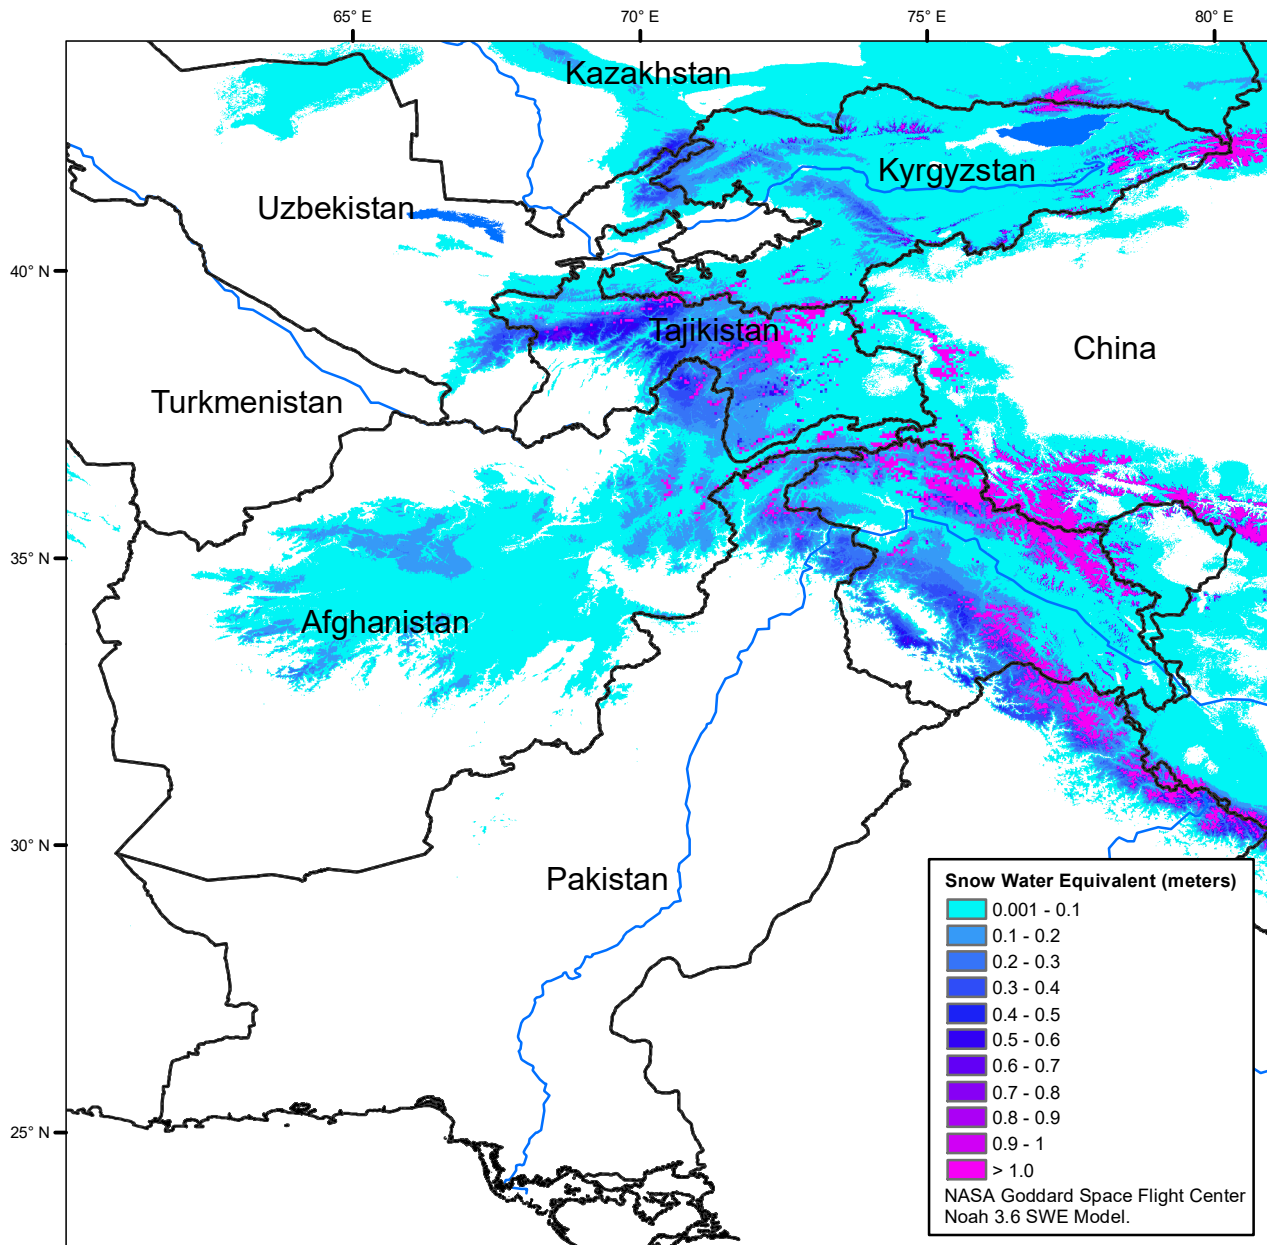 65° E
70° E
75° E
80° E
Kazakhstan
Kyrgyzstan
Uzbekistan
40° N
Tajikistan
China
Turkmenistan
35° N
Afghanistan
30° N
Pakistan
25° N
Snow Water Equivalent (meters)
0.001 - 0.1
0.1 - 0.2
0.2 - 0.3
0.3 - 0.4
0.4 - 0.5
0.5 - 0.6
0.6 - 0.7
0.7 - 0.8
0.8 - 0.9
0.9 - 1
> 1.0
NASA Goddard Space Flight Center
Noah 3.6 SWE Model.